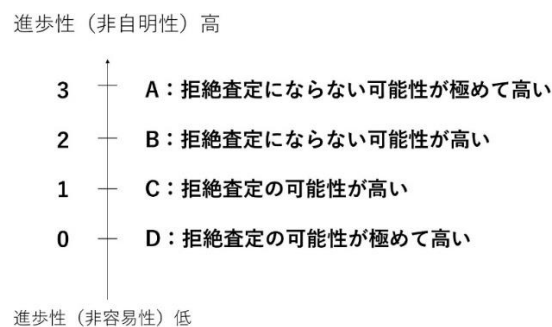 進歩性（非自明性）高
3 A：拒絶査定にならない可能性が極めて高い
2 B：拒絶査定にならない可能性が高い
1 C：拒絶査定の可能性が高い
0 D：拒絶査定の可能性が極めて高い
進歩性（非容易性）低